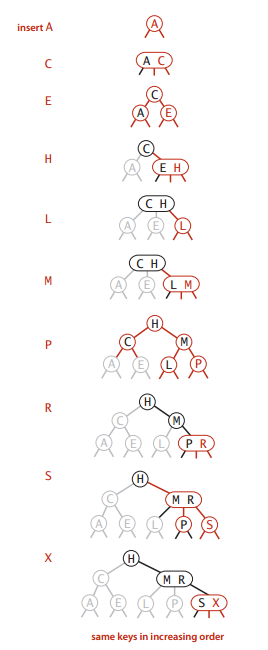 insert A
A
C
A C
E
C
A E
H
C
A E H
L
C H
A E L
M
C H
A E L M
P
H
C M
A E L P
R
H
C M
A E L P R
S
H
C M R
A E L P S
X
H
C M R
A E L P S X
same keys in increasing order